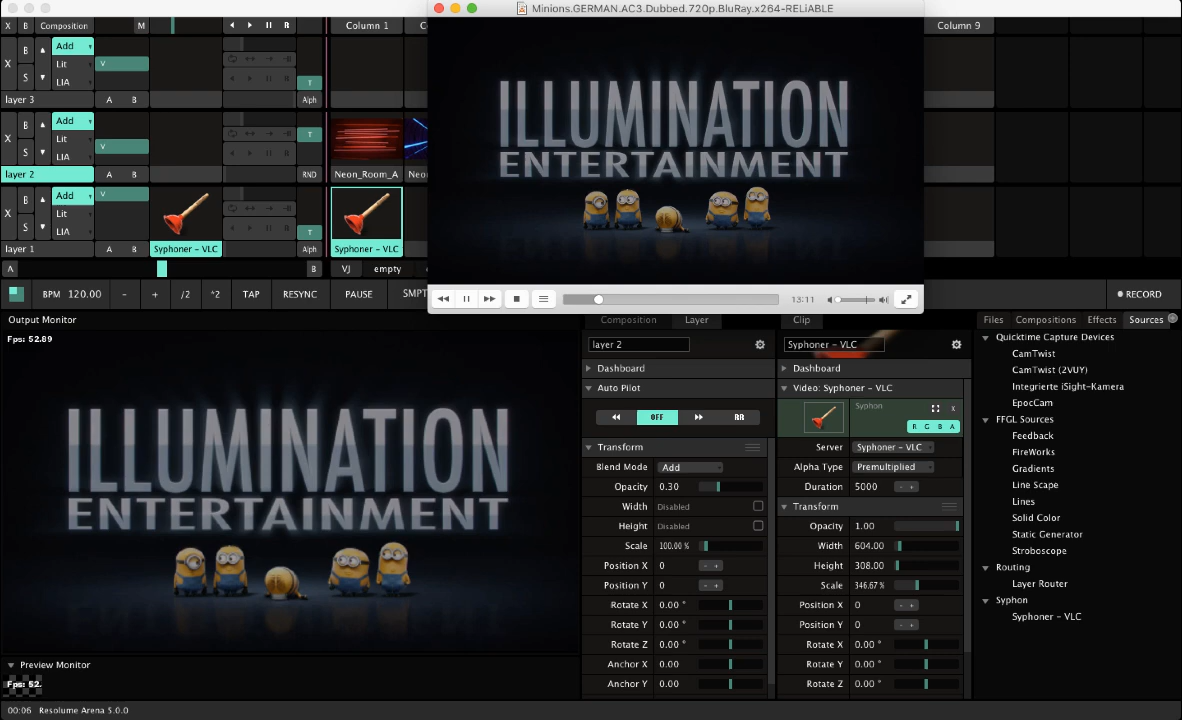 Minions.GERMAN.AC3.Dubbed.720p.BluRay.x264-RELiABLE
X B Composition M R Column 1 Column 9
B Add
X Lit V
S LIA T
layer 3 A B Alph
ILLUMINATION
ENTERTAINMENT
B Add T
X Lit V
S LIA
layer 2 RND Neon_Room_A
B Add V
X Lit
S LIA T
layer 1 A B Syphoner - VLC Alph Syphoner - VLC
A B VJ empty
13:11
BPM 120.00 - + /2 *2 TAP RESYNC PAUSE SMPT RECORD
Output Monitor
Fps: 52.89
ILLUMINATION
ENTERTAINMENT
Preview Monitor
Fps: 52.
Composition Layer
layer 2
Dashboard
Auto Pilot
OFF RR
Transform
Blend Mode Add
Opacity 0.30
Width Disabled
Height Disabled
Scale 100.00 %
Position X 0 - +
Position Y 0 - +
Rotate X 0.00 °
Rotate Y 0.00 °
Rotate Z 0.00 °
Anchor X 0.00
Anchor Y 0.00
Clip
Syphoner - VLC
Dashboard
Video: Syphoner - VLC
Syphon x
R G B A
Server Syphoner - VLC
Alpha Type Premultiplied
Duration 5000 - +
Transform
Opacity 1.00
Width 604.00
Height 308.00
Scale 346.67 %
Position X 0 - +
Position Y 0 - +
Rotate X 0.00 °
Rotate Y 0.00 °
Rotate Z 0.00 °
Files Compositions Effects Sources
Quicktime Capture Devices
CamTwist
CamTwist (2VUY)
Integrierte iSight-Kamera
EpocCam
FFGL Sources
Feedback
FireWorks
Gradients
Line Scape
Lines
Solid Color
Static Generator
Stroboscope
Routing
Layer Router
Syphon
Syphoner - VLC
00:06 Resolume Arena 5.0.0